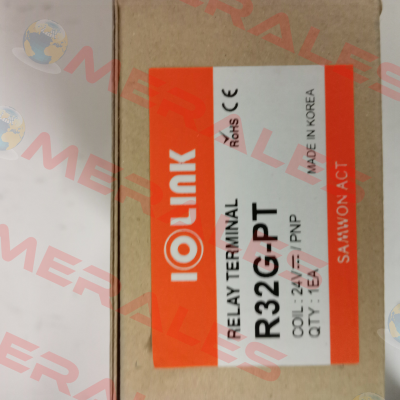 IOLINK
RELAY TERMINAL
RoHS CE
R32G-PT
COIL : 24V⎓ / PNP
QTY : 1EA
MADE IN KOREA
SAMWON ACT
MERALES
MERALES
MERALES